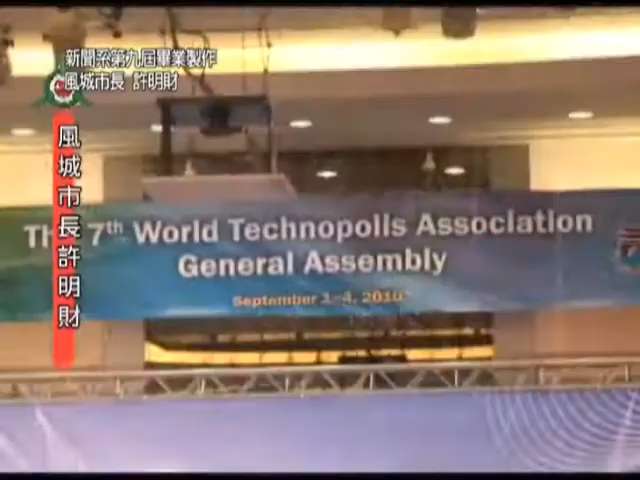 新聞系第九屆畢業製作
風城市長 許明財
風城市長許明財
The 7th World Technopolis Association
General Assembly
September 1-4, 2010